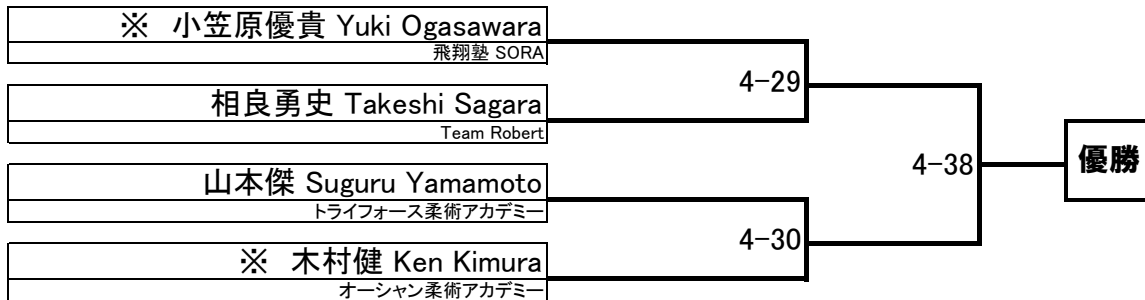 ※ 小笠原優貴 Yuki Ogasawara
飛翔塾 SORA
4-29
相良勇史 Takeshi Sagara
Team Robert
4-38
優勝
山本傑 Suguru Yamamoto
トライフォース柔術アカデミー
4-30
※ 木村健 Ken Kimura
オーシャン柔術アカデミー